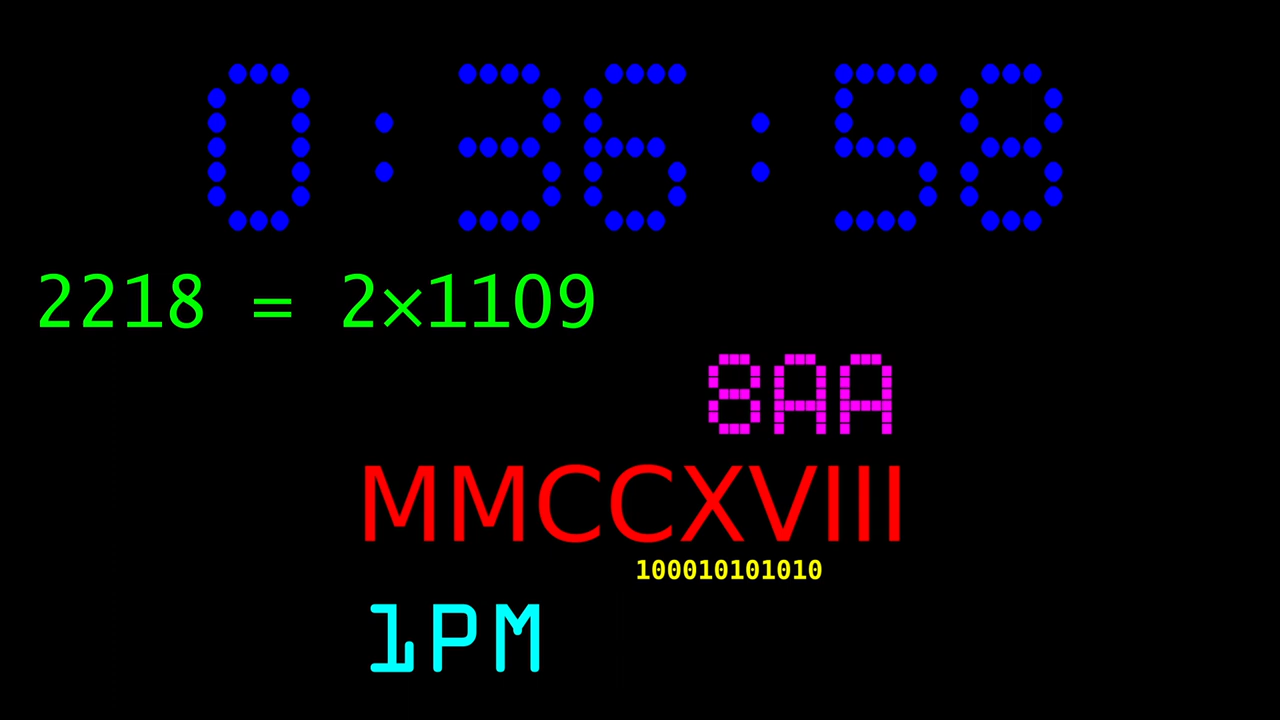 0:36:58
2218 = 2×1109
8AA
MMCCXVIII
100010101010
1PM